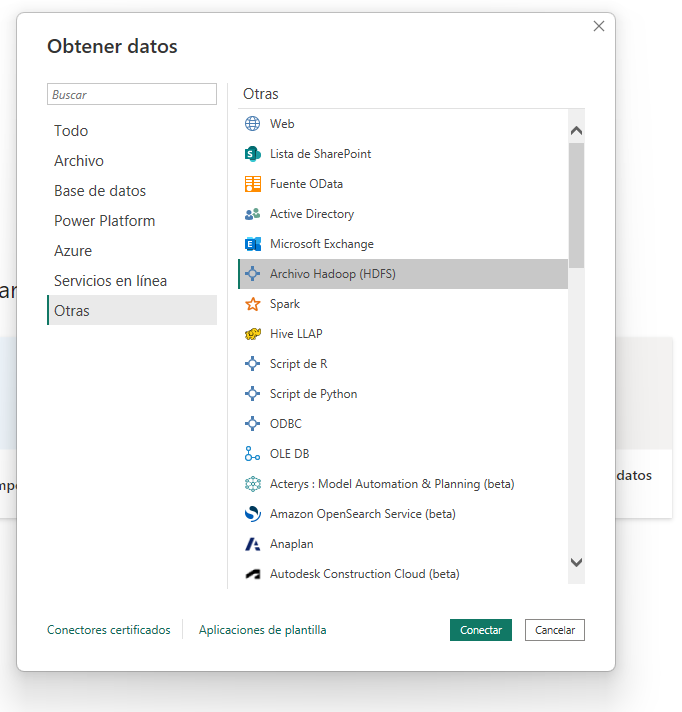 Obtener datos
Buscar
Todo
Archivo
Base de datos
Power Platform
Azure
Servicios en línea
Otras
Otras
Web
Lista de SharePoint
Fuente OData
Active Directory
Microsoft Exchange
Archivo Hadoop (HDFS)
Spark
Hive LLAP
Script de R
Script de Python
ODBC
OLE DB
Acterys : Model Automation & Planning (beta)
Amazon OpenSearch Service (beta)
Anaplan
Autodesk Construction Cloud (beta)
Conectores certificados
Aplicaciones de plantilla
Conectar
Cancelar
ar
mpo
datos